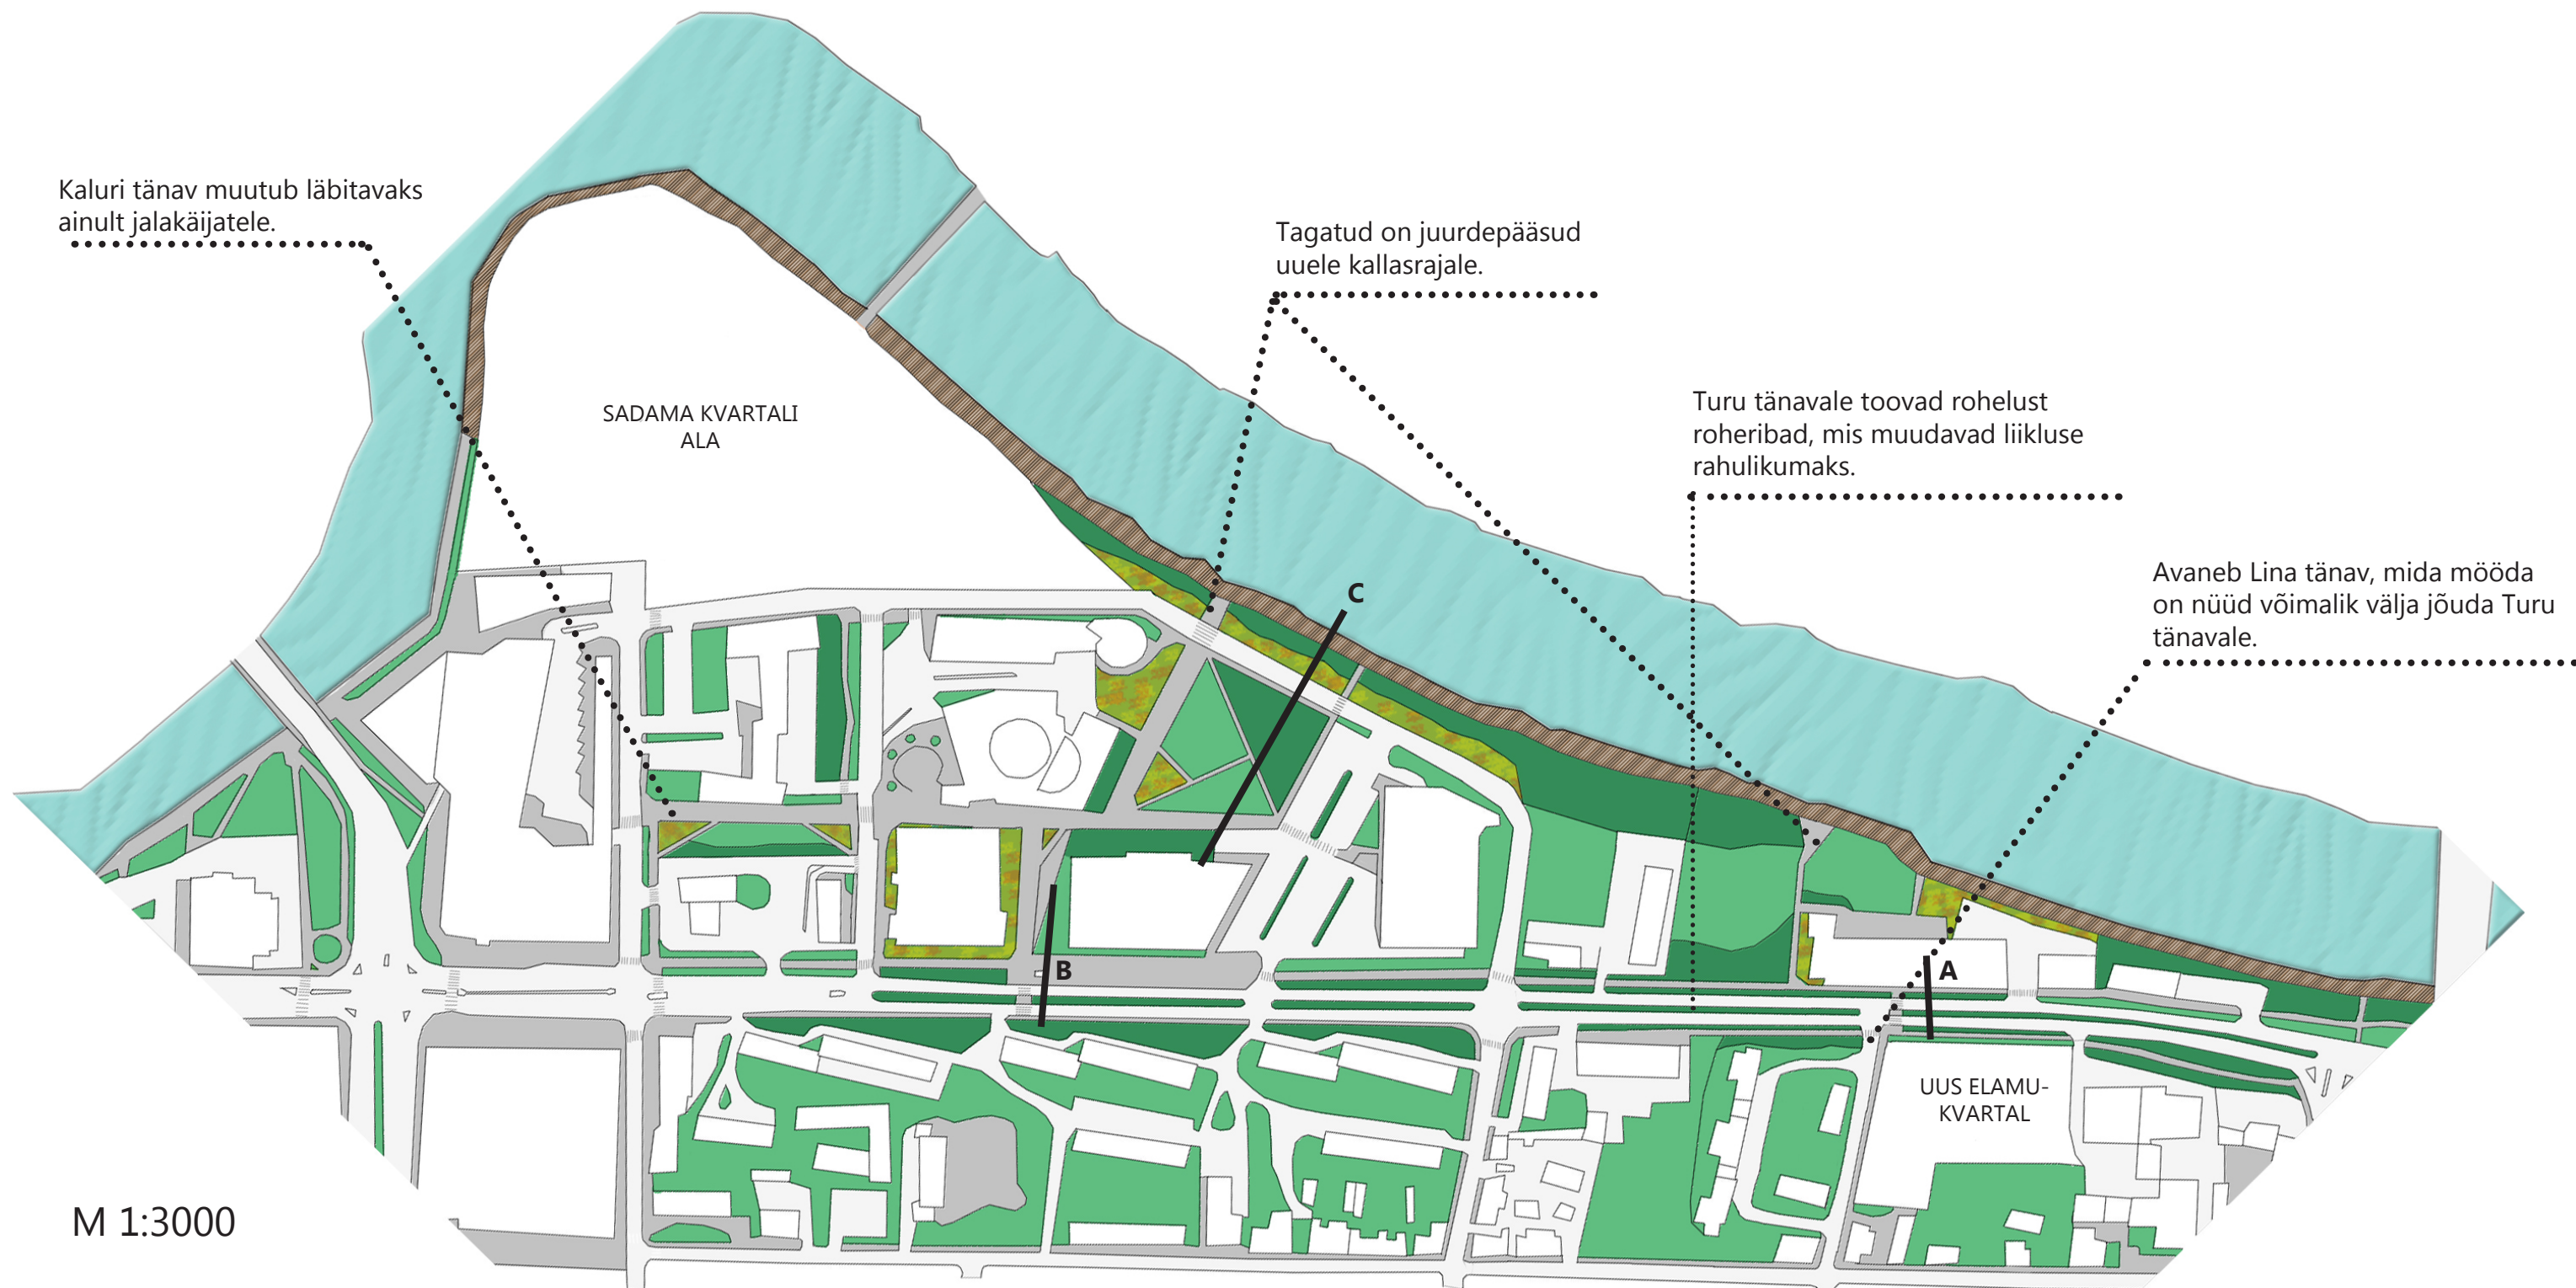 Kaluri tänav muutub läbitavaks
ainult jalakäijatele.
Tagatud on juurdepääsud
uuele kallasrajale.
Turu tänavale toovad rohelust
roheribad, mis muudavad liikluse
rahulikumaks.
Avaneb Lina tänav, mida mööda
on nüüd võimalik välja jõuda Turu
tänavale.
SADAMA KVARTALI
ALA
C
B
A
UUS ELAMU-
KVARTAL
M 1:3000